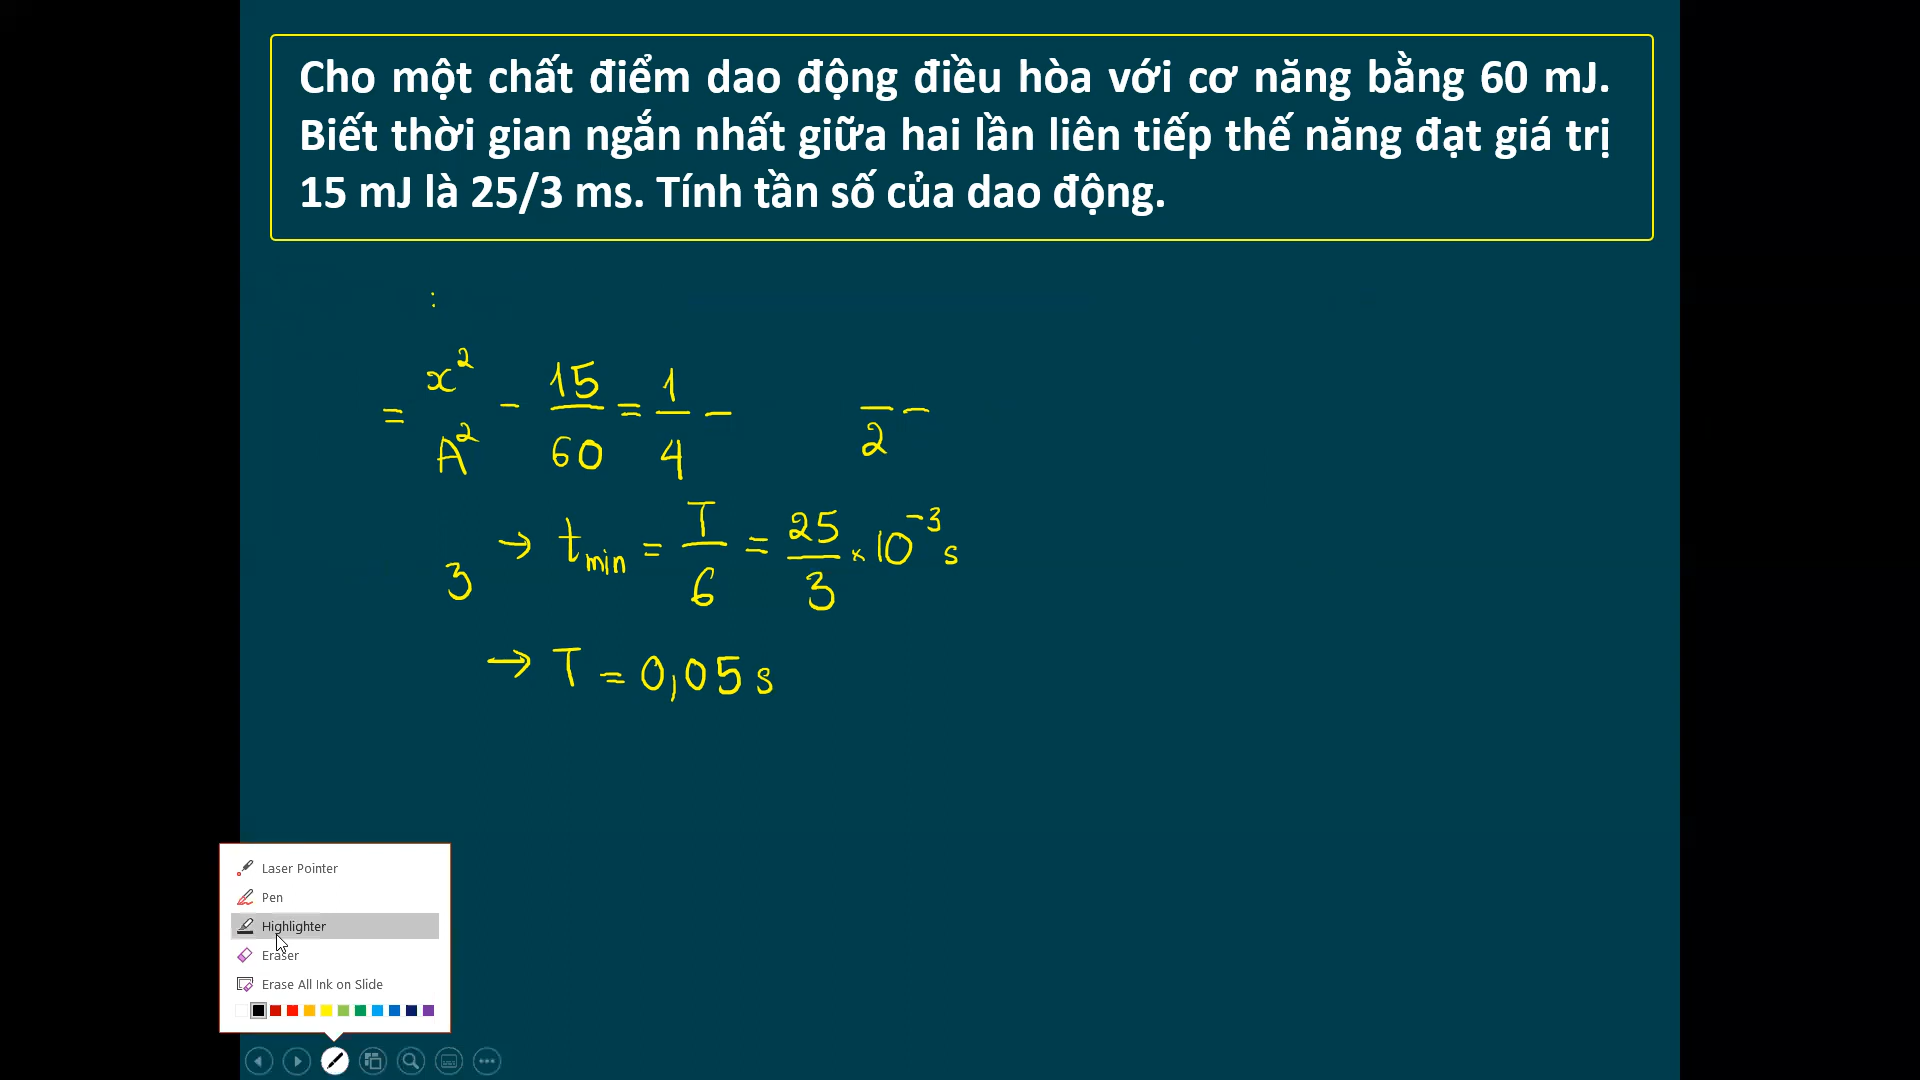 Cho một chất điểm dao động điều hòa với cơ năng bằng 60 mJ.
Biết thời gian ngắn nhất giữa hai lần liên tiếp thế năng đạt giá trị
15 mJ là 25/3 ms. Tính tần số của dao động.
:
= x²/A² - 15/60 = 1/4 - /2 -
3 → t_min = T/6 = 25/3 × 10⁻³ s
→ T = 0,05 s
Laser Pointer
Pen
Highlighter
Eraser
Erase All Ink on Slide